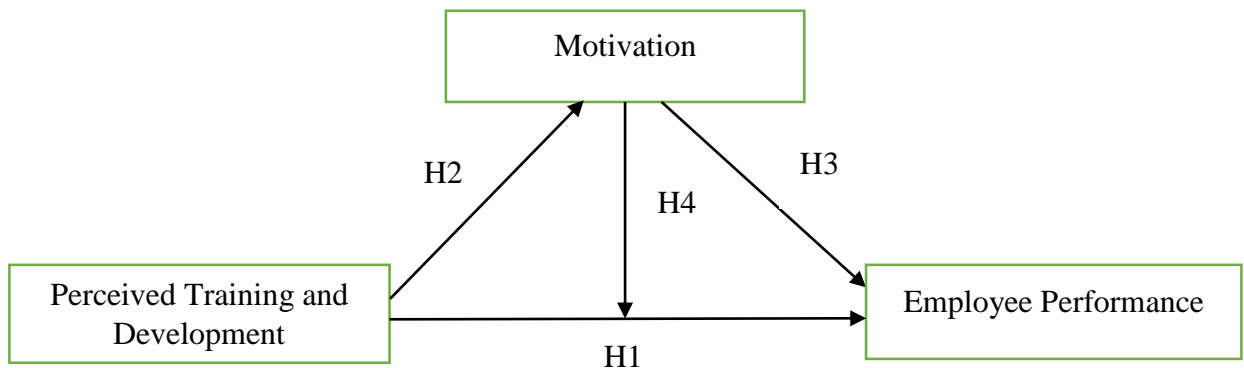 Motivation
H2
H3
H4
Perceived Training and
Development
Employee Performance
H1